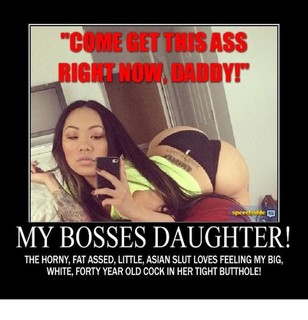 "COME GET THIS ASS
RIGHT NOW, DADDY!"
speechable
MY BOSSES DAUGHTER!
THE HORNY, FAT ASSED, LITTLE, ASIAN SLUT LOVES FEELING MY BIG,
WHITE, FORTY YEAR OLD COCK IN HER TIGHT BUTTHOLE!